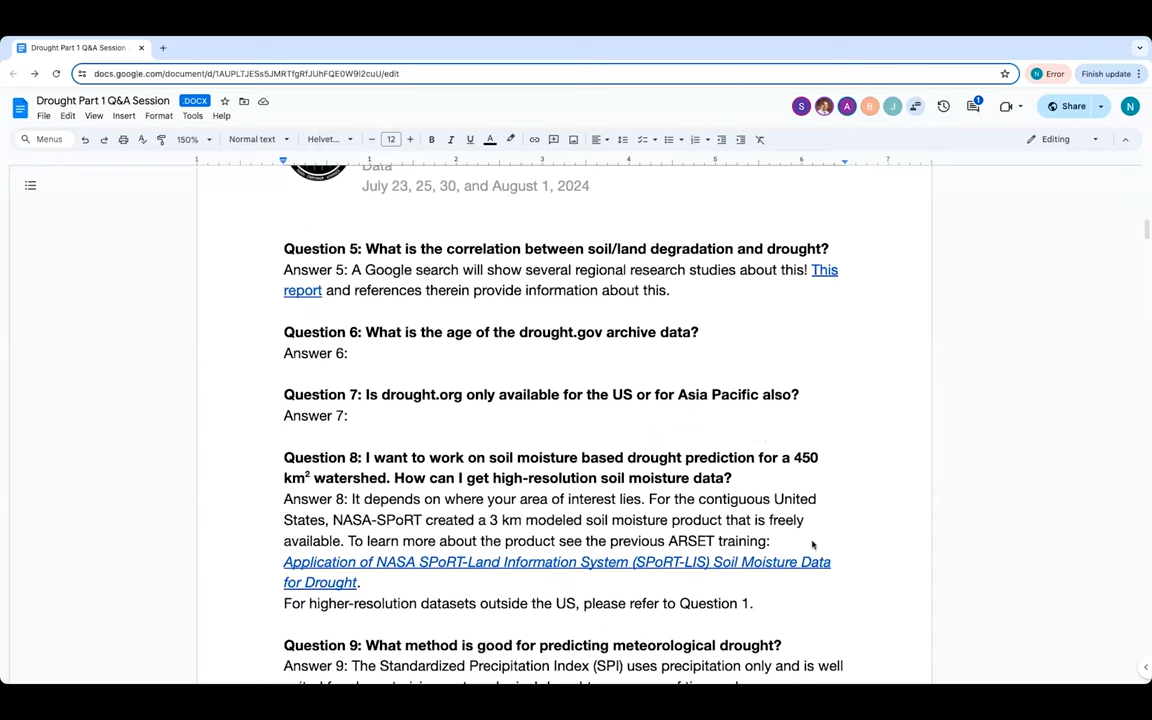 Drought Part 1 Q&A Session
docs.google.com/document/d/1AUPLTJESs5JMRTfgRfJUhFQE0W9I2cuU/edit
N Error
Finish update
Drought Part 1 Q&A Session .DOCX
S A B J 1 Share N
File Edit View Insert Format Tools Help
Menus 150% Normal text Helvet... 12 B I U A Editing
1 1 2 3 4 5 6 7
Data
July 23, 25, 30, and August 1, 2024
Question 5: What is the correlation between soil/land degradation and drought?
Answer 5: A Google search will show several regional research studies about this! This
report and references therein provide information about this.
Question 6: What is the age of the drought.gov archive data?
Answer 6:
Question 7: Is drought.org only available for the US or for Asia Pacific also?
Answer 7:
Question 8: I want to work on soil moisture based drought prediction for a 450
km² watershed. How can I get high-resolution soil moisture data?
Answer 8: It depends on where your area of interest lies. For the contiguous United
States, NASA-SPoRT created a 3 km modeled soil moisture product that is freely
available. To learn more about the product see the previous ARSET training:
Application of NASA SPoRT-Land Information System (SPoRT-LIS) Soil Moisture Data
for Drought.
For higher-resolution datasets outside the US, please refer to Question 1.
Question 9: What method is good for predicting meteorological drought?
Answer 9: The Standardized Precipitation Index (SPI) uses precipitation only and is well